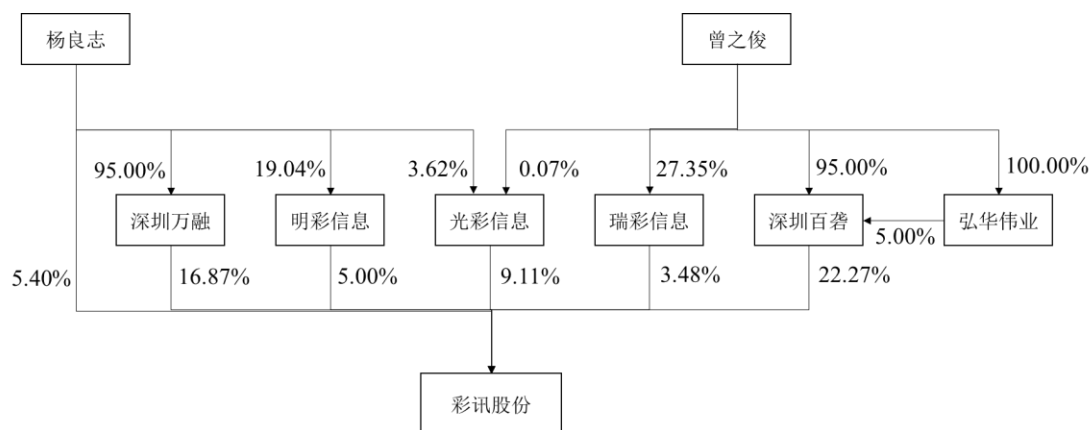 杨良志
曾之俊
95.00%
19.04%
3.62%
0.07%
27.35%
95.00%
100.00%
深圳万融
明彩信息
光彩信息
瑞彩信息
深圳百砻
弘华伟业
5.00%
5.40%
16.87%
5.00%
9.11%
3.48%
22.27%
彩讯股份